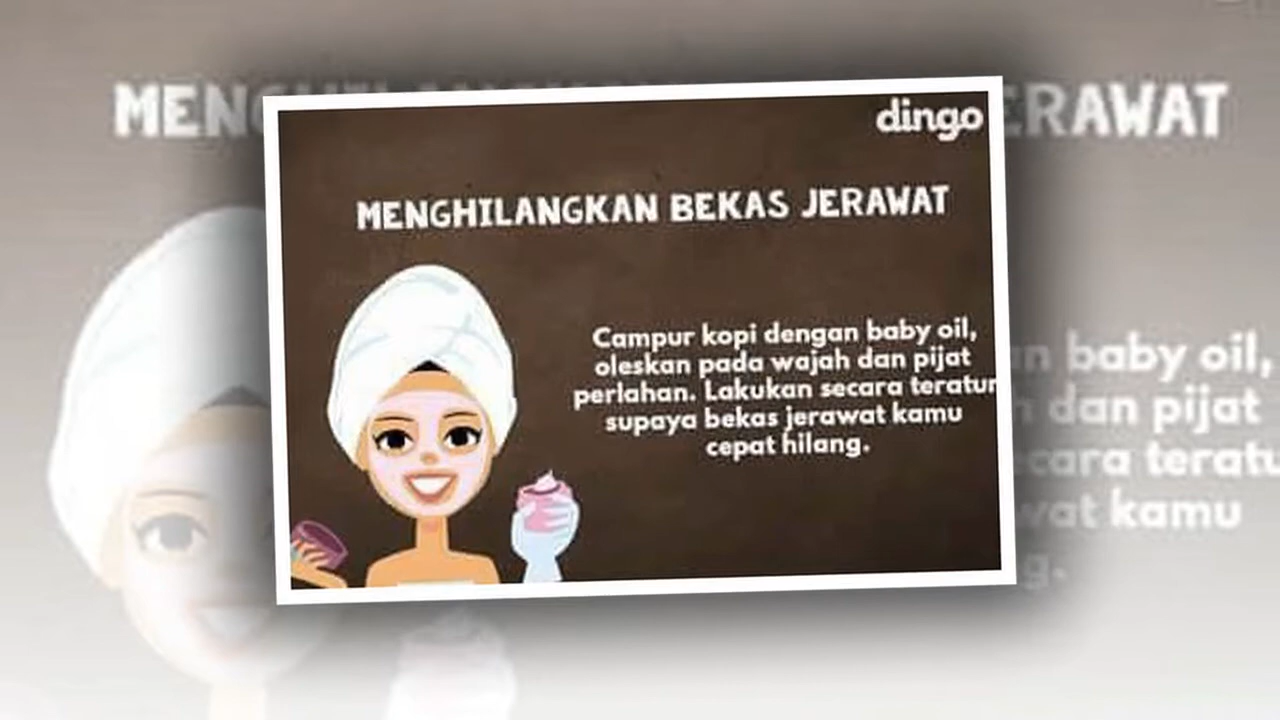 dingo
MENGHILANGKAN BEKAS JERAWAT
Campur kopi dengan baby oil,
oleskan pada wajah dan pijat
perlahan. Lakukan secara teratur
supaya bekas jerawat kamu
cepat hilang.